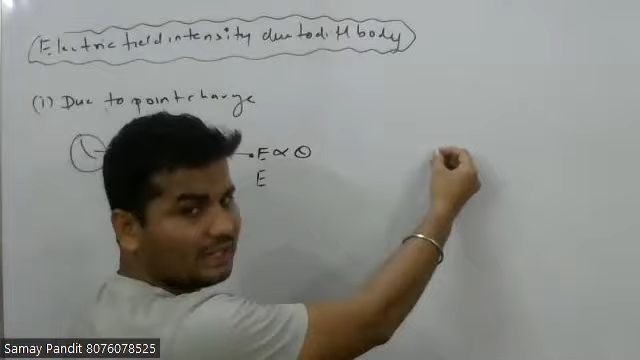 Electric field intensity due to diff body
(1) Due to point charge
E ∝ Q
E
Samay Pandit 8076078525